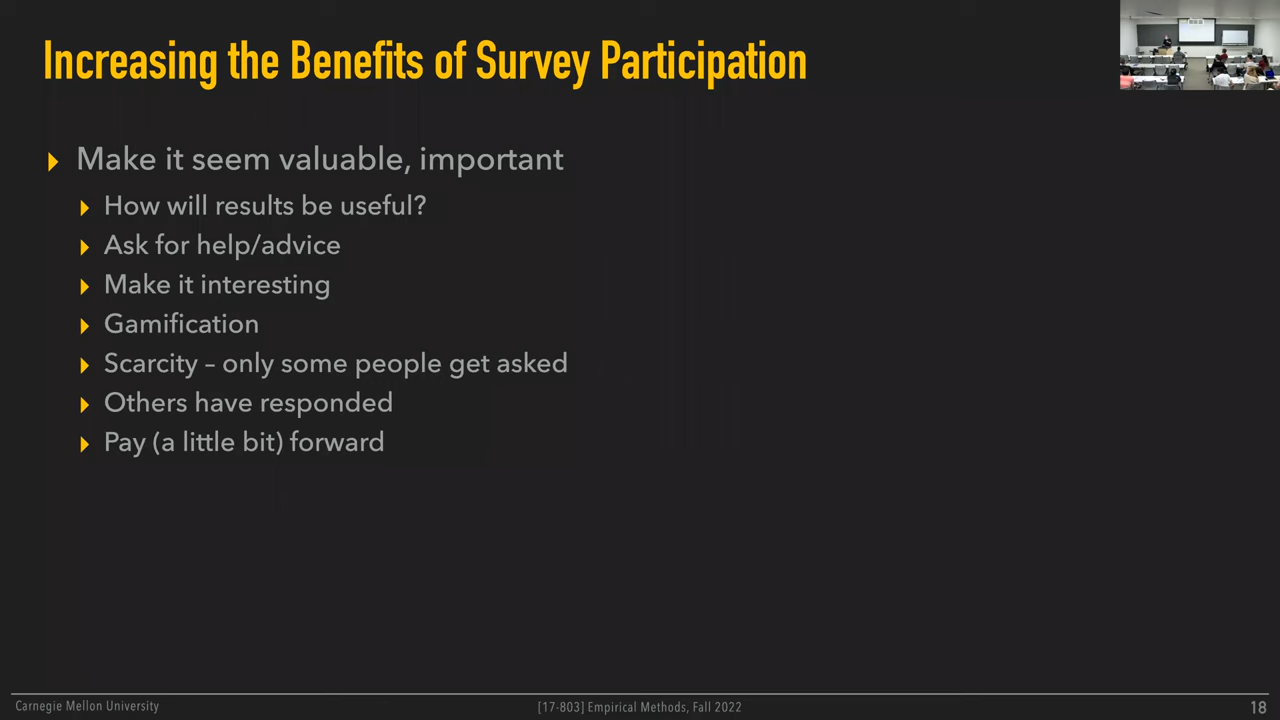 Increasing the Benefits of Survey Participation
Make it seem valuable, important
How will results be useful?
Ask for help/advice
Make it interesting
Gamification
Scarcity – only some people get asked
Others have responded
Pay (a little bit) forward
Carnegie Mellon University
[17-803] Empirical Methods, Fall 2022
18